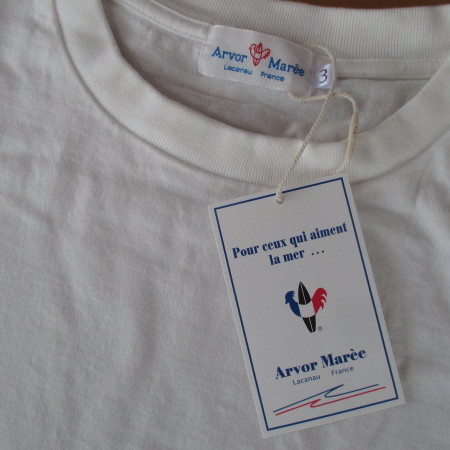 Arvor Marèe
Lacanau France
3
Pour ceux qui aiment
la mer ...
®
Arvor Marèe
Lacanau France